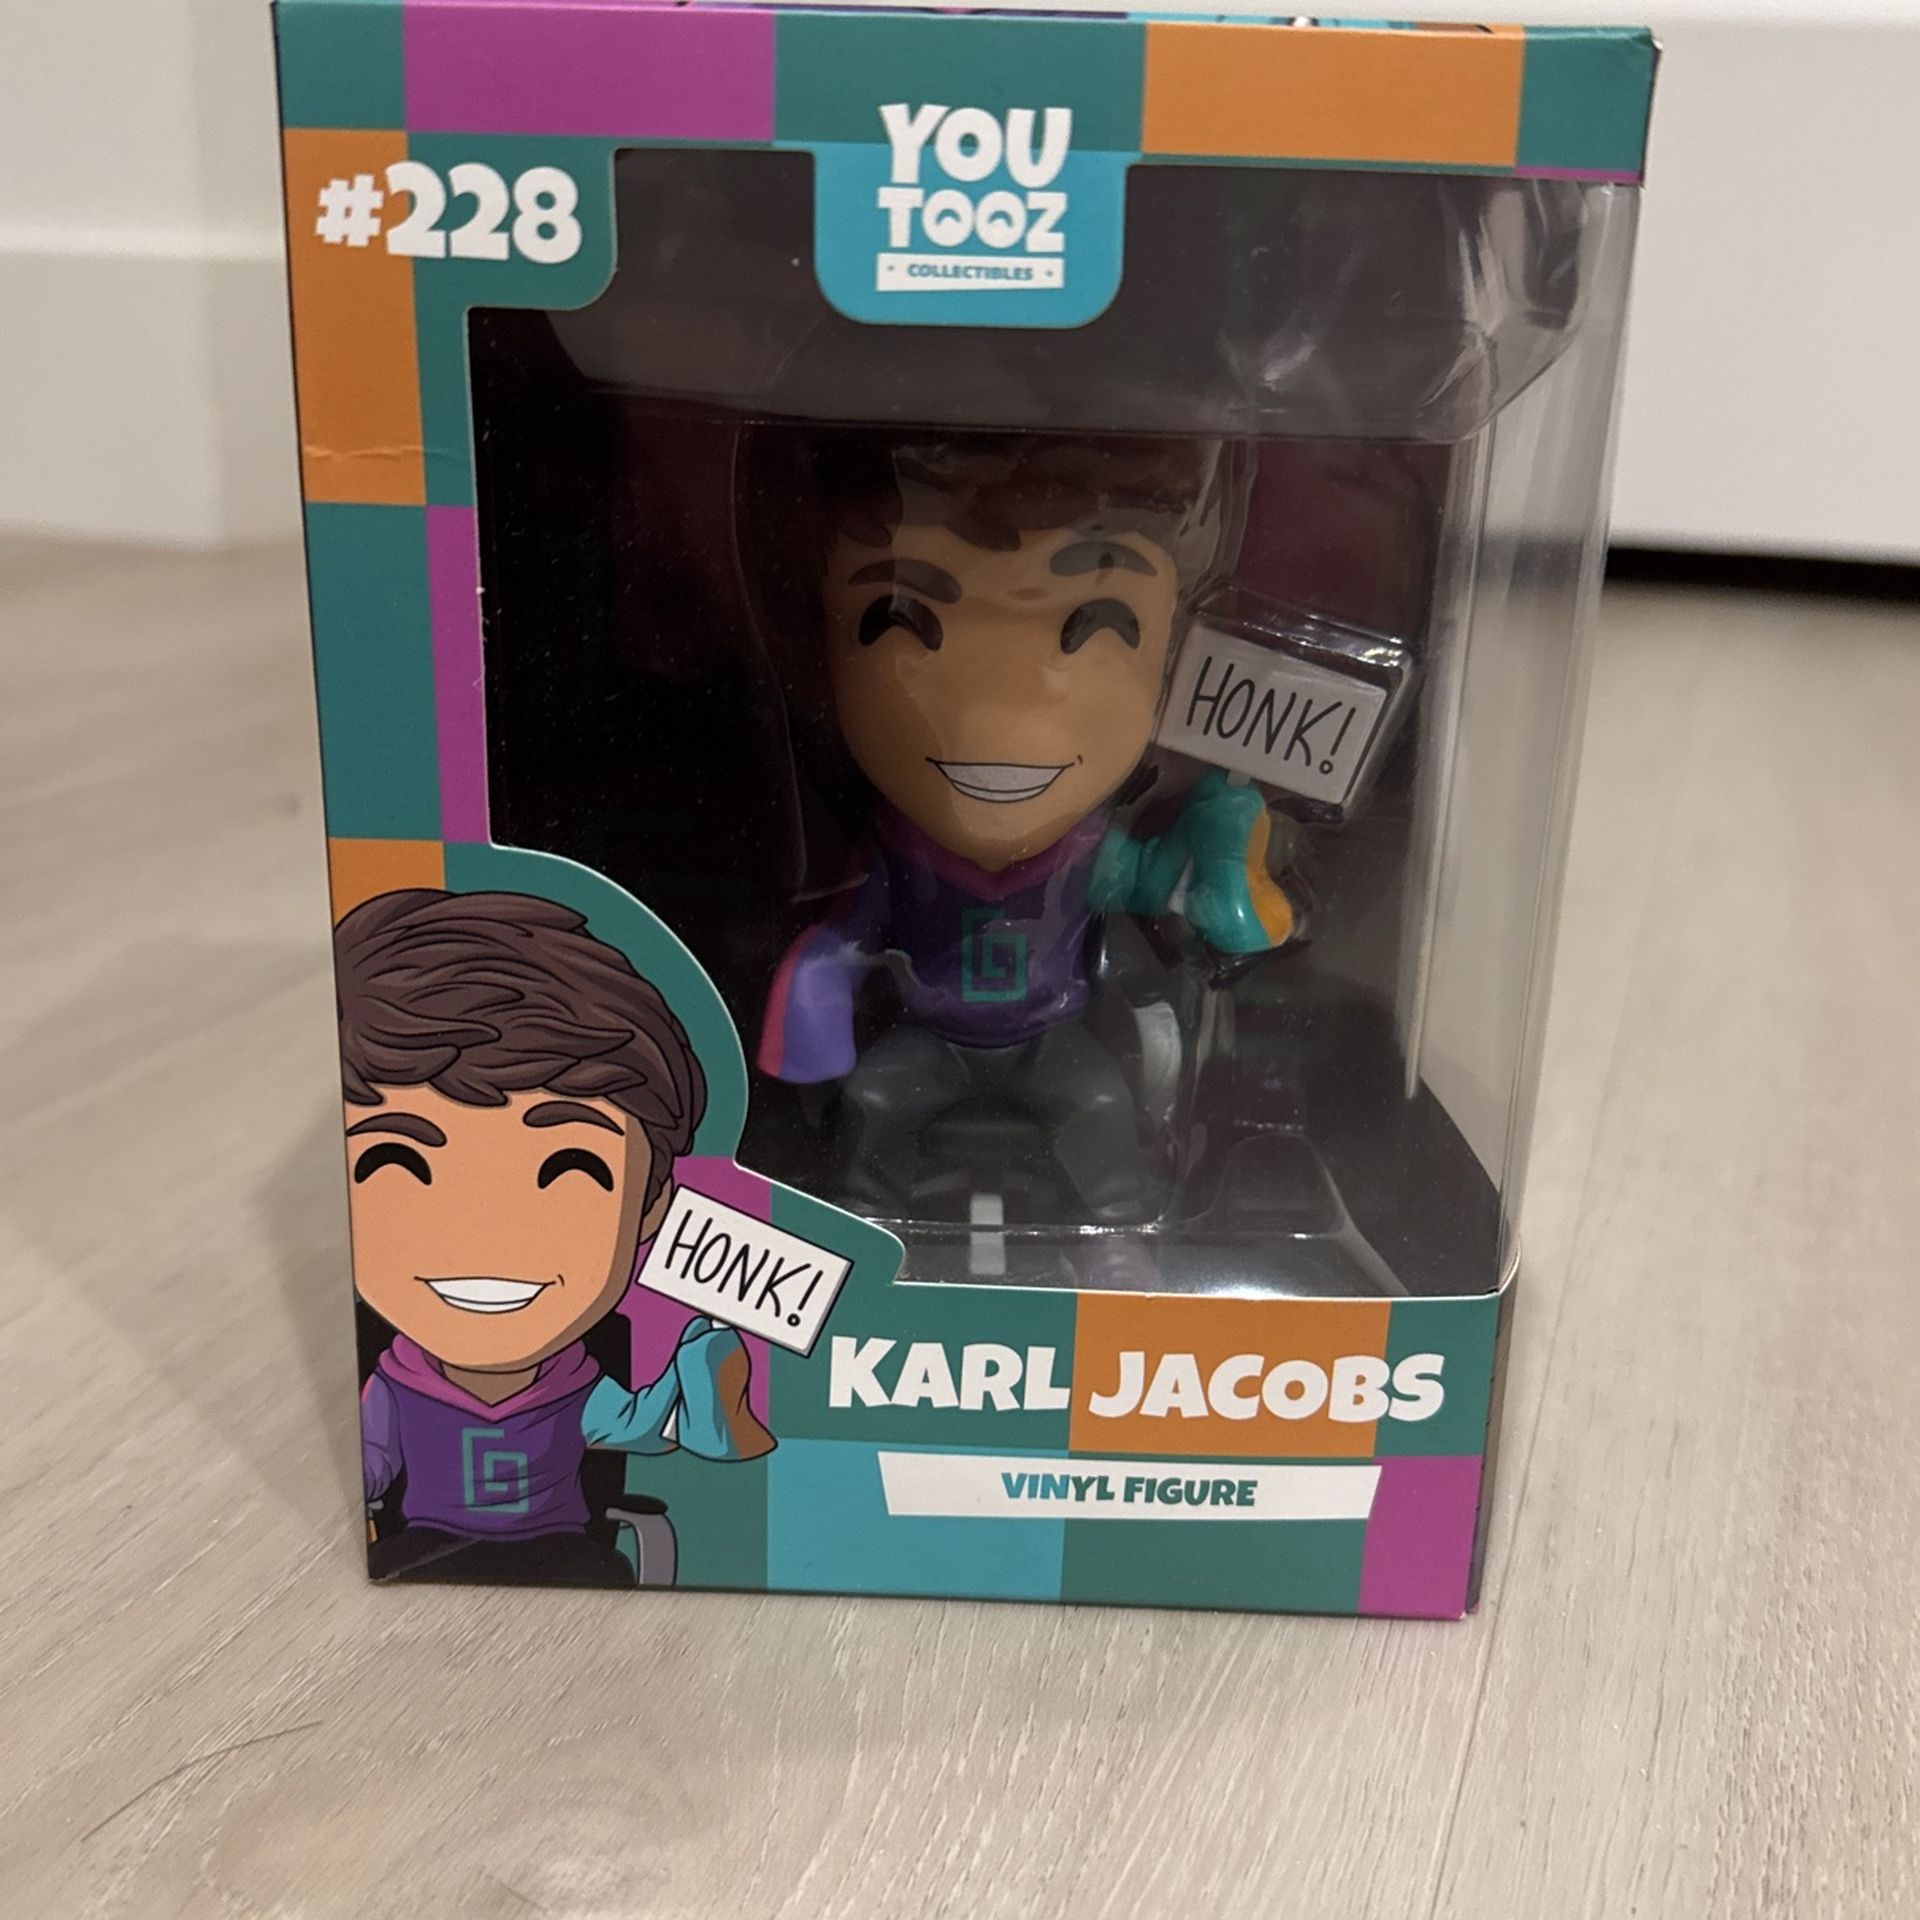 #228
YOU
TOOZ
COLLECTIBLES
HONK!
HONK!
KARL JACOBS
VINYL FIGURE